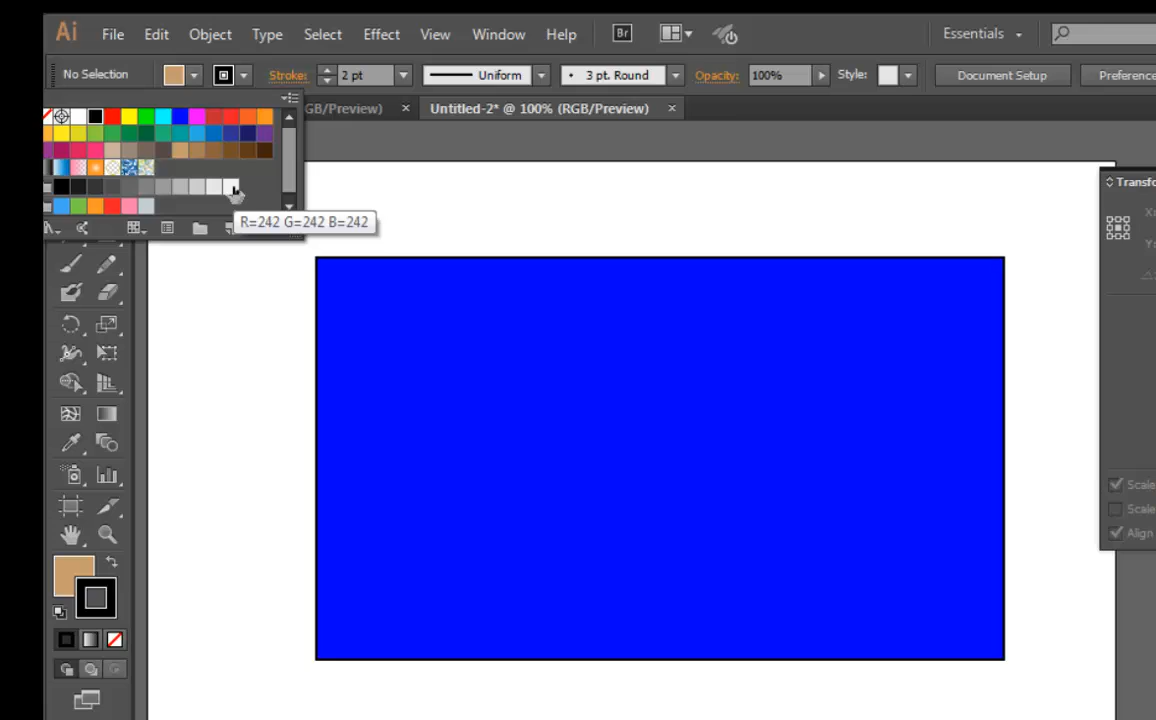 Ai File Edit Object Type Select Effect View Window Help Br Essentials
No Selection Stroke: 2 pt Uniform 3 pt. Round Opacity: 100% Style: Document Setup Preference
GB/Preview) × Untitled-2* @ 100% (RGB/Preview) ×
Transfo
R=242 G=242 B=242
Scale
Scale
Align